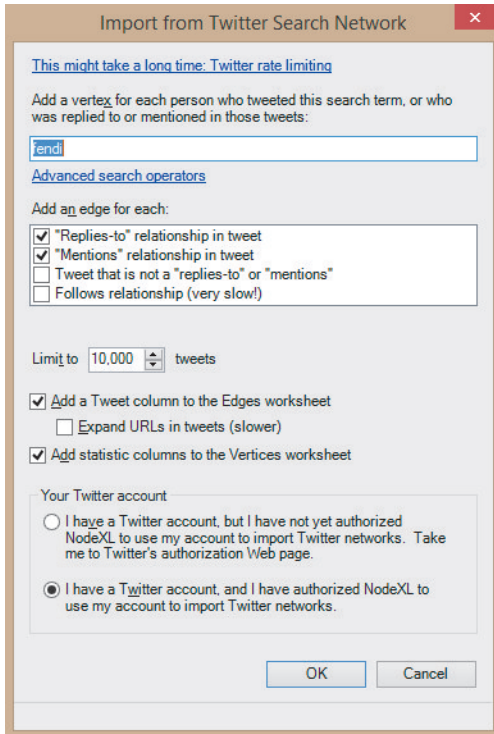 Import from Twitter Search Network
This might take a long time: Twitter rate limiting
Add a vertex for each person who tweeted this search term, or who
was replied to or mentioned in those tweets:
fendi
Advanced search operators
Add an edge for each:
"Replies-to" relationship in tweet
"Mentions" relationship in tweet
Tweet that is not a "replies-to" or "mentions"
Follows relationship (very slow!)
Limit to 10,000 tweets
Add a Tweet column to the Edges worksheet
Expand URLs in tweets (slower)
Add statistic columns to the Vertices worksheet
Your Twitter account
I have a Twitter account, but I have not yet authorized
NodeXL to use my account to import Twitter networks. Take
me to Twitter's authorization Web page.
I have a Twitter account, and I have authorized NodeXL to
use my account to import Twitter networks.
OK Cancel